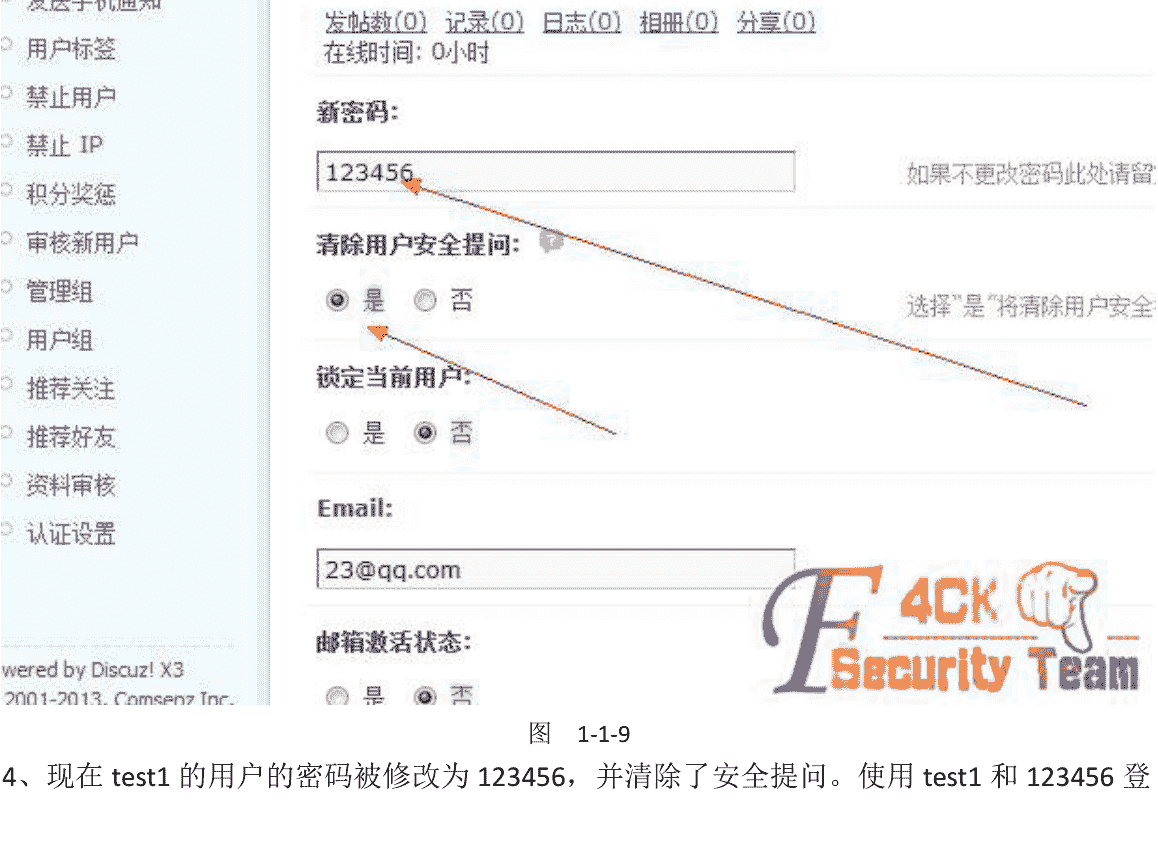 发送手机通知
用户标签
禁止用户
禁止 IP
积分奖惩
审核新用户
管理组
用户组
推荐关注
推荐好友
资料审核
认证设置
wered by Discuz! X3
2001-2013, Comsenz Inc.
发帖数(0) 记录(0) 日志(0) 相册(0) 分享(0)
在线时间: 0小时
新密码:
123456
如果不更改密码此处请留
清除用户安全提问: ?
是 否
选择"是"将清除用户安全
锁定当前用户:
是 否
Email:
23@qq.com
邮箱激活状态:
是 否
F4CK
Security Team
图 1-1-9
4、现在 test1 的用户的密码被修改为 123456，并清除了安全提问。使用 test1 和 123456 登